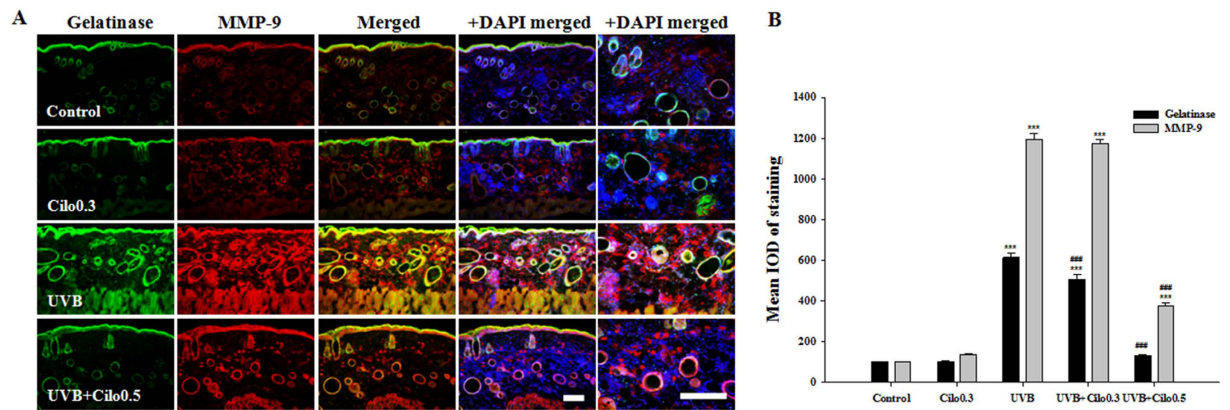 A
Gelatinase MMP-9 Merged +DAPI merged +DAPI merged
Control
Cilo0.3
UVB
UVB+Cilo0.5
B
Gelatinase
MMP-9
Mean IOD of staining
1400
1200
1000
800
600
400
200
0
***
***
***
###
***
###
***
###
Control Cilo0.3 UVB UVB+Cilo0.3 UVB+Cilo0.5